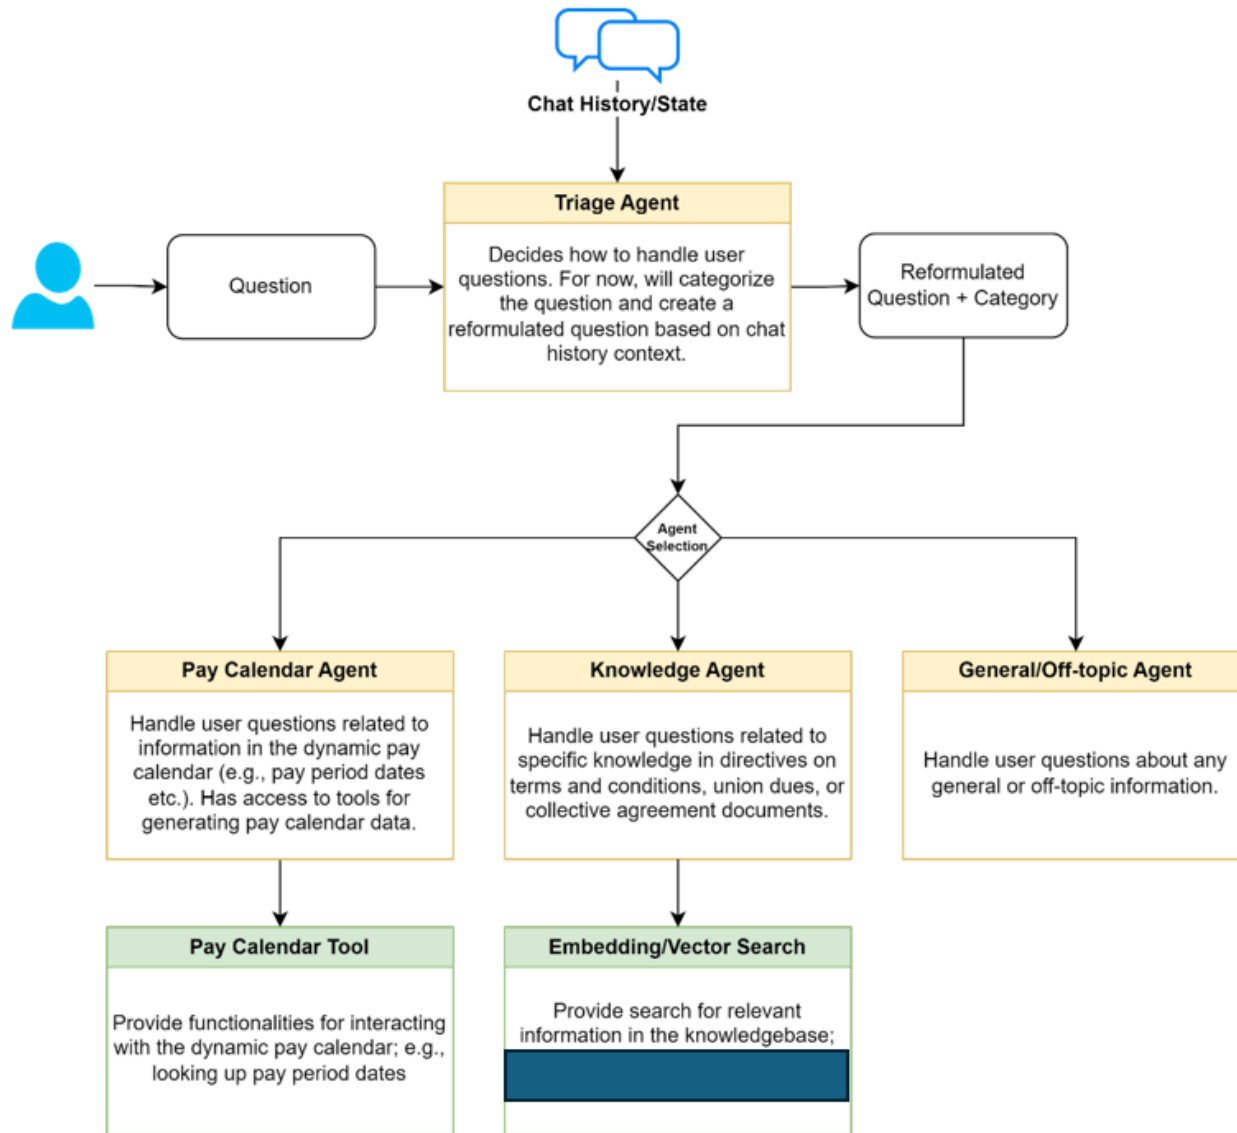 Chat History/State
Triage Agent
Decides how to handle user
questions. For now, will categorize
the question and create a
reformulated question based on chat
history context.
Question
Reformulated
Question + Category
Agent
Selection
Pay Calendar Agent
Handle user questions related to
information in the dynamic pay
calendar (e.g., pay period dates
etc.). Has access to tools for
generating pay calendar data.
Knowledge Agent
Handle user questions related to
specific knowledge in directives on
terms and conditions, union dues, or
collective agreement documents.
General/Off-topic Agent
Handle user questions about any
general or off-topic information.
Pay Calendar Tool
Provide functionalities for interacting
with the dynamic pay calendar; e.g.,
looking up pay period dates
Embedding/Vector Search
Provide search for relevant
information in the knowledgebase;